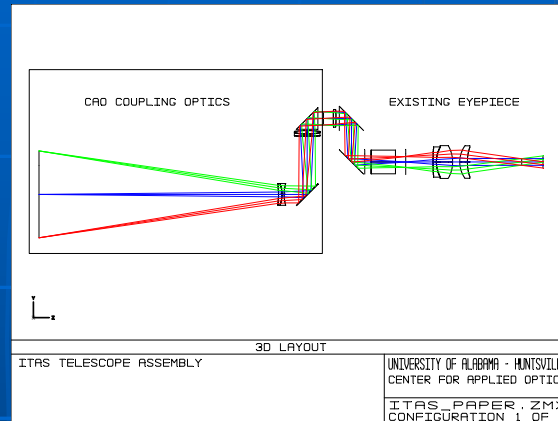 CAO COUPLING OPTICS
EXISTING EYEPIECE
Y
Z
3D LAYOUT
ITAS TELESCOPE ASSEMBLY
UNIVERSITY OF ALABAMA - HUNTSVILL
CENTER FOR APPLIED OPTIC
ITAS_PAPER.ZMX
CONFIGURATION 1 OF